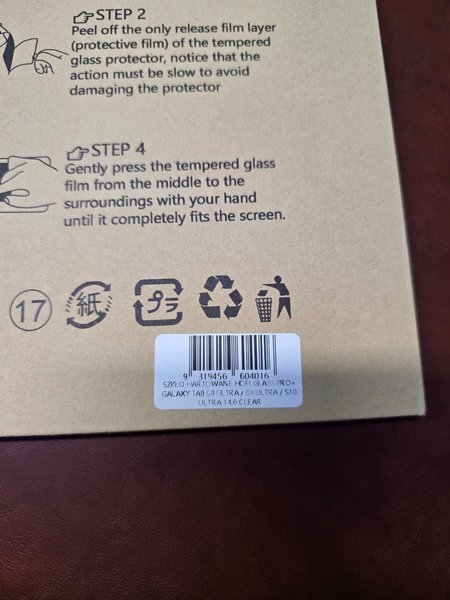 STEP 2
Peel off the only release film layer
(protective film) of the tempered
glass protector, notice that the
action must be slow to avoid
damaging the protector
STEP 4
Gently press the tempered glass
film from the middle to the
surroundings with your hand
until it completely fits the screen.
17 紙 プラ
9 319456 604016
SZKŁO HARTOWANE HOFI GLASS PRO+
GALAXY TAB S8 ULTRA / S9 ULTRA / S10
ULTRA 14.6 CLEAR